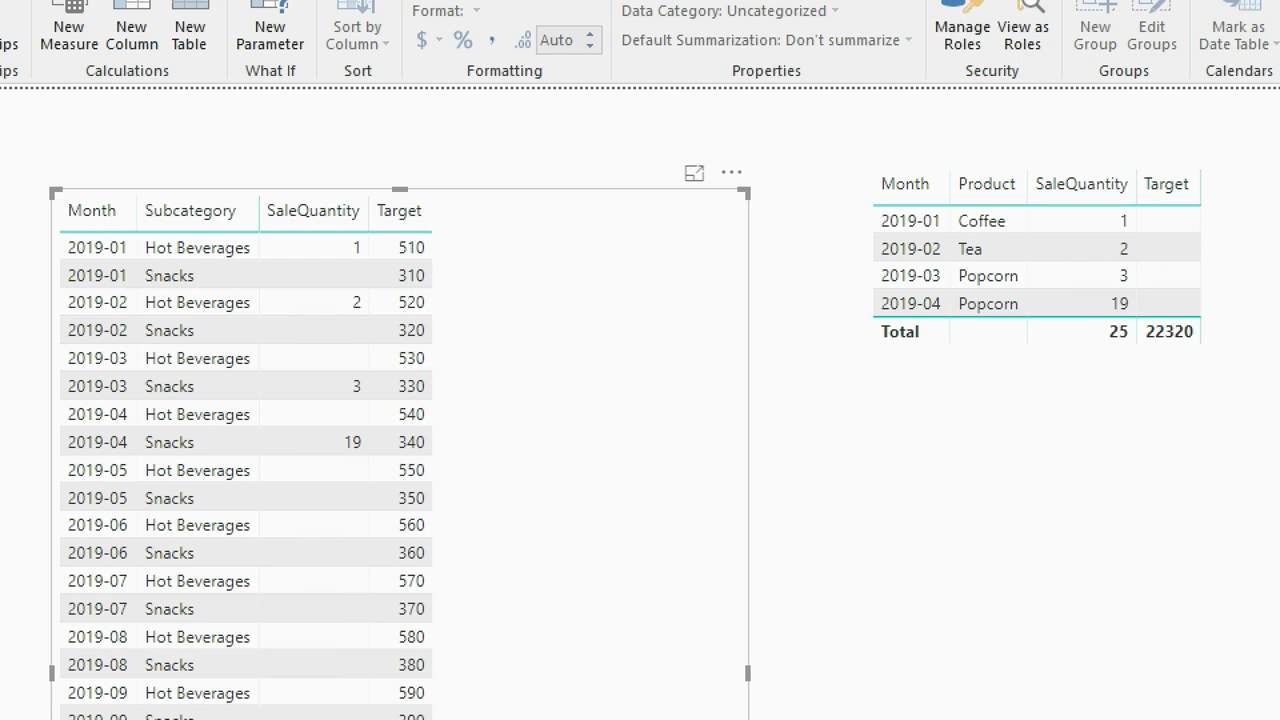 Format:
Data Category: Uncategorized
New Measure
New Column
New Table
New Parameter
Sort by Column
$ % , .00 Auto
Default Summarization: Don't summarize
Manage Roles
View as Roles
New Group
Edit Groups
Mark as Date Table
ips
ips
Calculations
What If
Sort
Formatting
Properties
Security
Groups
Calendars
Month Subcategory SaleQuantity Target
2019-01 Hot Beverages 1 510
2019-01 Snacks 310
2019-02 Hot Beverages 2 520
2019-02 Snacks 320
2019-03 Hot Beverages 530
2019-03 Snacks 3 330
2019-04 Hot Beverages 540
2019-04 Snacks 19 340
2019-05 Hot Beverages 550
2019-05 Snacks 350
2019-06 Hot Beverages 560
2019-06 Snacks 360
2019-07 Hot Beverages 570
2019-07 Snacks 370
2019-08 Hot Beverages 580
2019-08 Snacks 380
2019-09 Hot Beverages 590
Month Product SaleQuantity Target
2019-01 Coffee 1
2019-02 Tea 2
2019-03 Popcorn 3
2019-04 Popcorn 19
Total 25 22320